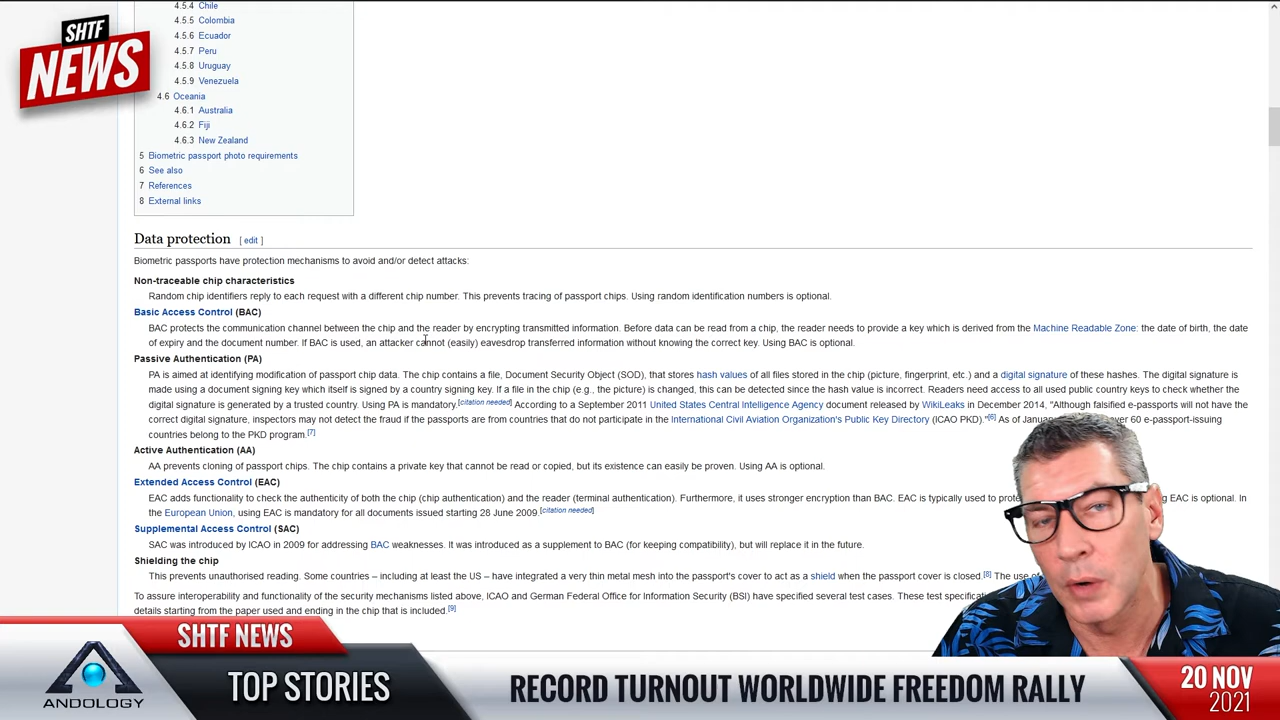 SHTF
NEWS
4.5.4 Chile
4.5.5 Colombia
4.5.6 Ecuador
4.5.7 Peru
4.5.8 Uruguay
4.5.9 Venezuela
4.6 Oceania
4.6.1 Australia
4.6.2 Fiji
4.6.3 New Zealand
5 Biometric passport photo requirements
6 See also
7 References
8 External links
Data protection [ edit ]
Biometric passports have protection mechanisms to avoid and/or detect attacks:
Non-traceable chip characteristics
Random chip identifiers reply to each request with a different chip number. This prevents tracing of passport chips. Using random identification numbers is optional.
Basic Access Control (BAC)
BAC protects the communication channel between the chip and the reader by encrypting transmitted information. Before data can be read from a chip, the reader needs to provide a key which is derived from the Machine Readable Zone: the date of birth, the date
of expiry and the document number. If BAC is used, an attacker cannot (easily) eavesdrop transferred information without knowing the correct key. Using BAC is optional.
Passive Authentication (PA)
PA is aimed at identifying modification of passport chip data. The chip contains a file, Document Security Object (SOD), that stores hash values of all files stored in the chip (picture, fingerprint, etc.) and a digital signature of these hashes. The digital signature is
made using a document signing key which itself is signed by a country signing key. If a file in the chip (e.g., the picture) is changed, this can be detected since the hash value is incorrect. Readers need access to all used public country keys to check whether the
digital signature is generated by a trusted country. Using PA is mandatory.[citation needed] According to a September 2011 United States Central Intelligence Agency document released by WikiLeaks in December 2014, "Although falsified e-passports will not have the
correct digital signature, inspectors may not detect the fraud if the passports are from countries that do not participate in the International Civil Aviation Organization's Public Key Directory (ICAO PKD)."[6] As of over 60 e-passport-issuing
countries belong to the PKD program.[7]
Active Authentication (AA)
AA prevents cloning of passport chips. The chip contains a private key that cannot be read or copied, but its existence can easily be proven. Using AA is optional.
Extended Access Control (EAC)
EAC adds functionality to check the authenticity of both the chip (chip authentication) and the reader (terminal authentication). Furthermore, it uses stronger encryption than BAC. EAC is typically used to EAC is optional. In
the European Union, using EAC is mandatory for all documents issued starting 28 June 2009.[citation needed]
Supplemental Access Control (SAC)
SAC was introduced by ICAO in 2009 for addressing BAC weaknesses. It was introduced as a supplement to BAC (for keeping compatibility), but will replace it in the future.
Shielding the chip
This prevents unauthorised reading. Some countries – including at least the US – have integrated a very thin metal mesh into the passport's cover to act as a shield when the passport cover is closed.[8] The use
To assure interoperability and functionality of the security mechanisms listed above, ICAO and German Federal Office for Information Security (BSI) have specified several test cases. These test
details starting from the paper used and ending in the chip that is included.[9]
SHTF NEWS
ANDOLOGY
TOP STORIES
RECORD TURNOUT WORLDWIDE FREEDOM RALLY
20 NOV
2021